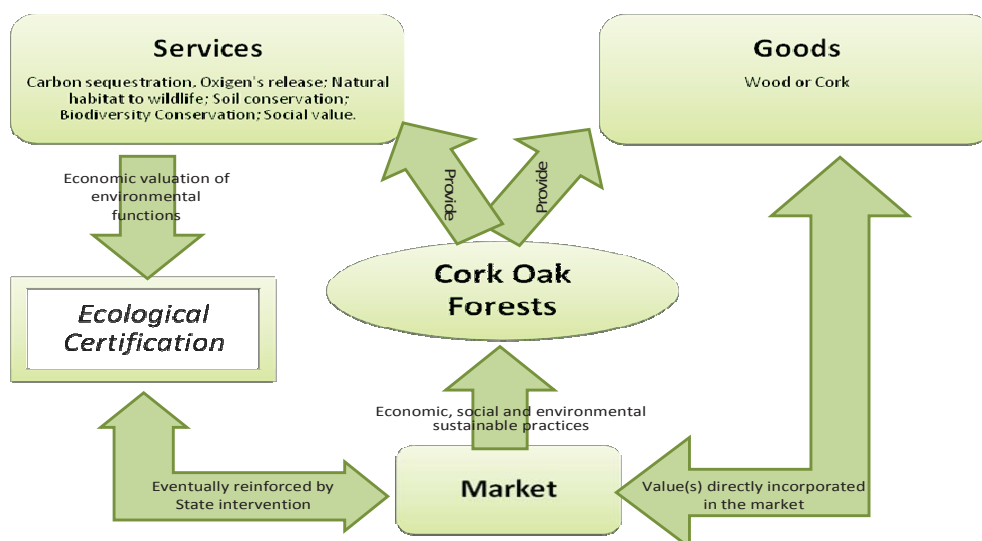 Services
Carbon sequestration, Oxigen's release; Natural
habitat to wildlife; Soil conservation;
Biodiversity Conservation; Social value.
Goods
Wood or Cork
Economic valuation of
environmental
functions
Provide
Provide
Cork Oak
Forests
Ecological
Certification
Economic, social and environmental
sustainable practices
Eventually reinforced by
State intervention
Market
Value(s) directly incorporated
in the market